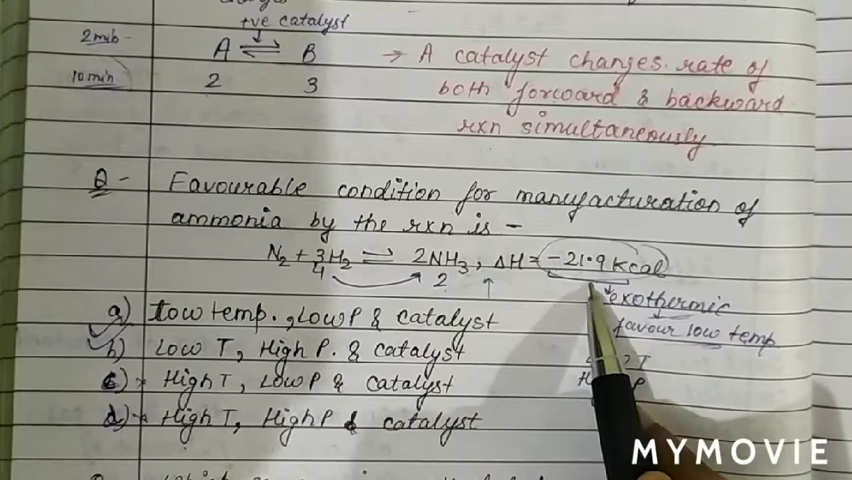 +ve catalyst
2 mib - A ⇌ B → A catalyst changes rate of
10 min 2 3 both forward & backward
rxn simultaneously
Q - Favourable condition for manufacturation of
ammonia by the rxn is -
N2 + 3H2 ⇌ 2NH3, ΔH = -21.9 Kcal
4 2 ↑
exothermic
a) Low temp., Low P & catalyst
favour low temp
b) Low T, High P. & catalyst
c) High T, Low P & catalyst
d) High T, High P & catalyst
MYMOVIE